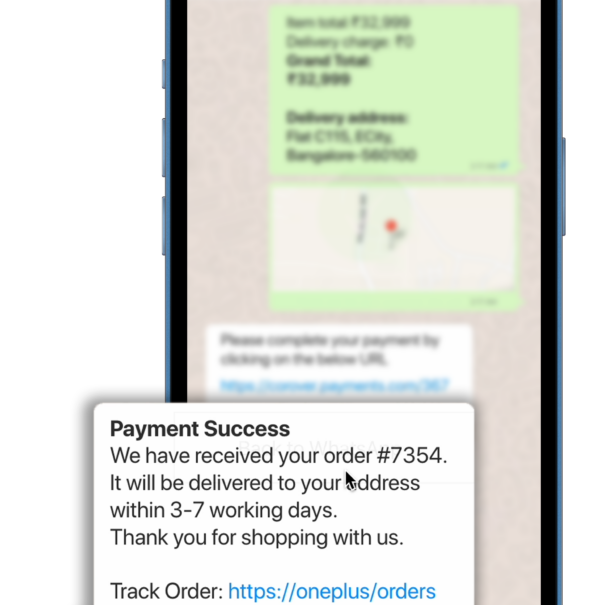 Item total ₹32,999
Delivery charge: ₹0
Grand Total:
₹32,999
Delivery address:
Flat C115, ECity,
Bangalore-560100
Please complete your payment by
clicking on the below URL
https://corover.payments.com/367
Payment Success
We have received your order #7354.
It will be delivered to your address
within 3-7 working days.
Thank you for shopping with us.
Track Order: https://oneplus/orders